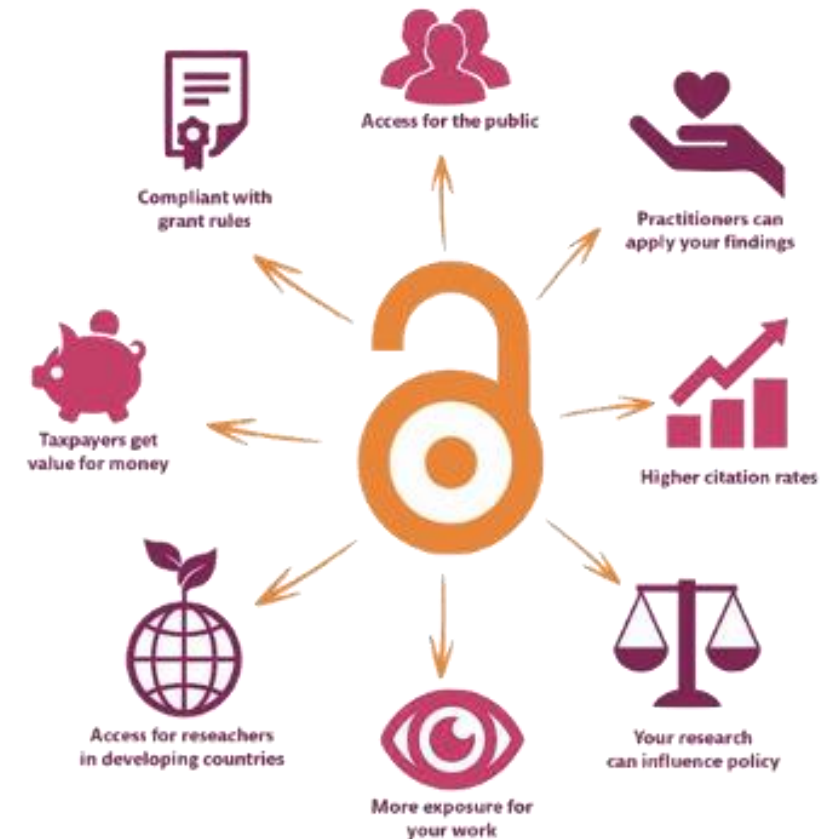 Access for the public
Compliant with
grant rules
Practitioners can
apply your findings
Taxpayers get
value for money
Higher citation rates
Access for reseachers
in developing countries
Your research
can influence policy
More exposure for
your work